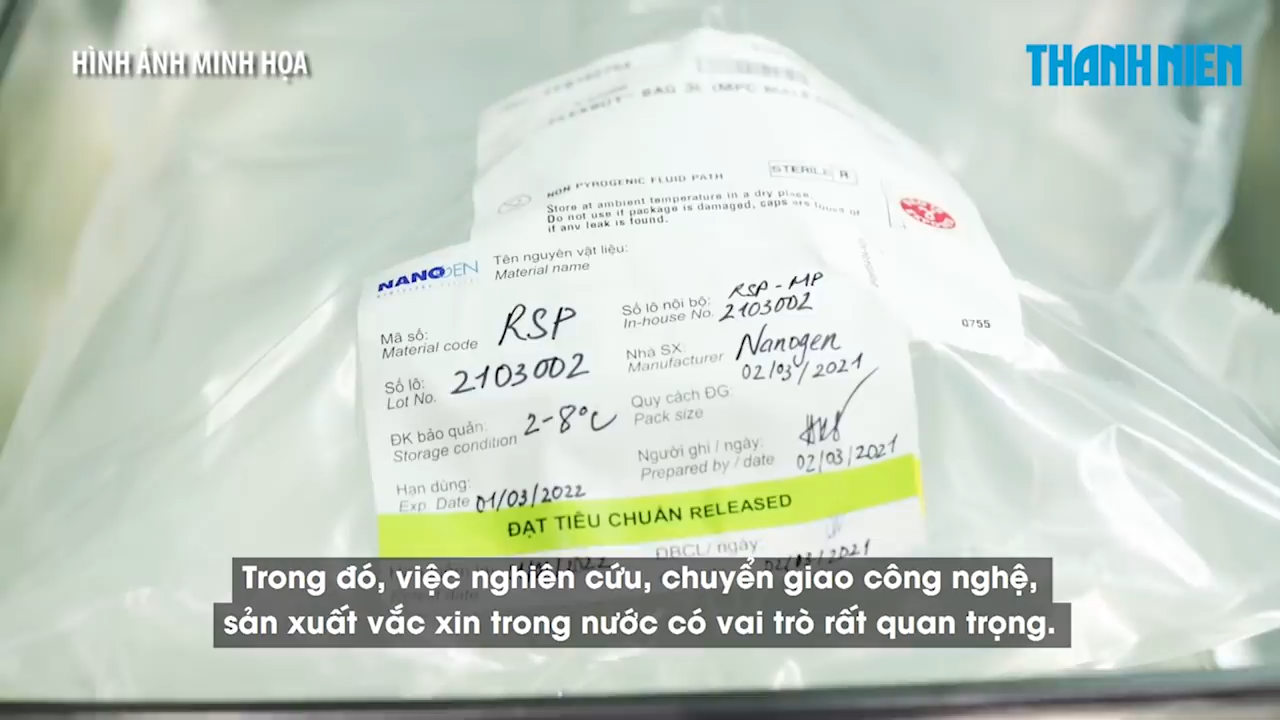 HÌNH ẢNH MINH HỌA
THANH NIEN
BAG 3L (MPC
STERILE R
NON PYROGENIC FLUID PATH
Store at ambient temperature in a dry place.
Do not use if package is damaged, caps are loose or
if any leak is found.
NANOGEN
Tên nguyên vật liệu:
Material name
Mã số:
Material code
RSP
Số lô nội bộ:
In-house No.
RSP-MP
2103002
0755
Số lô:
Lot No.
2103002
Nhà SX:
Manufacturer
Nanogen
02/03/2021
ĐK bảo quản:
Storage condition
2-8°C
Quy cách ĐG:
Pack size
Người ghi / ngày:
Prepared by / date
02/03/2021
Hạn dùng:
Exp. Date
01/03/2022
ĐẠT TIÊU CHUẨN RELEASED
ĐBCL/ ngày:
02/03/2021
Trong đó, việc nghiên cứu, chuyển giao công nghệ,
sản xuất vắc xin trong nước có vai trò rất quan trọng.